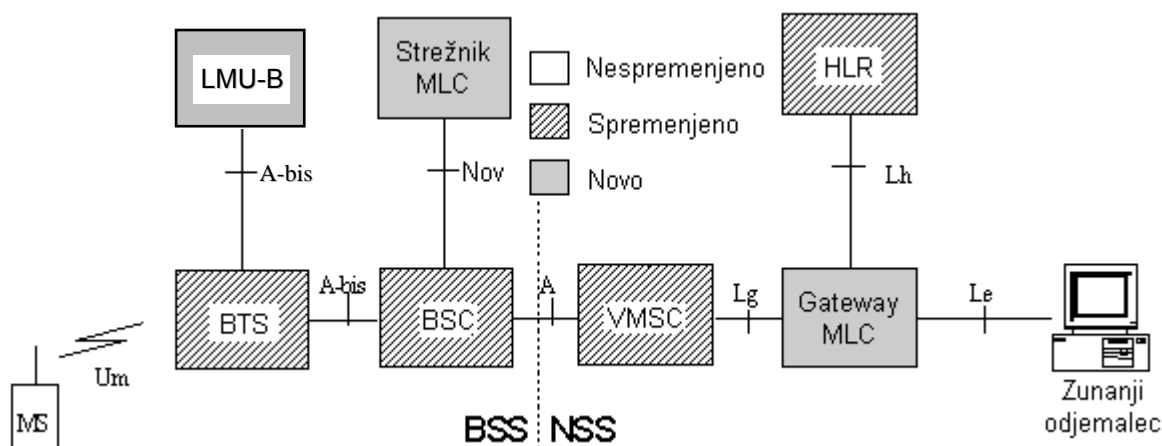 LMU-B
Strežnik
MLC
Nespremenjeno
Spremenjeno
Novo
HLR
A-bis
Nov
Lh
BTS
A-bis
BSC
A
VMSC
Lg
Gateway
MLC
Le
Um
MS
BSS
NSS
Zunanji
odjemalec